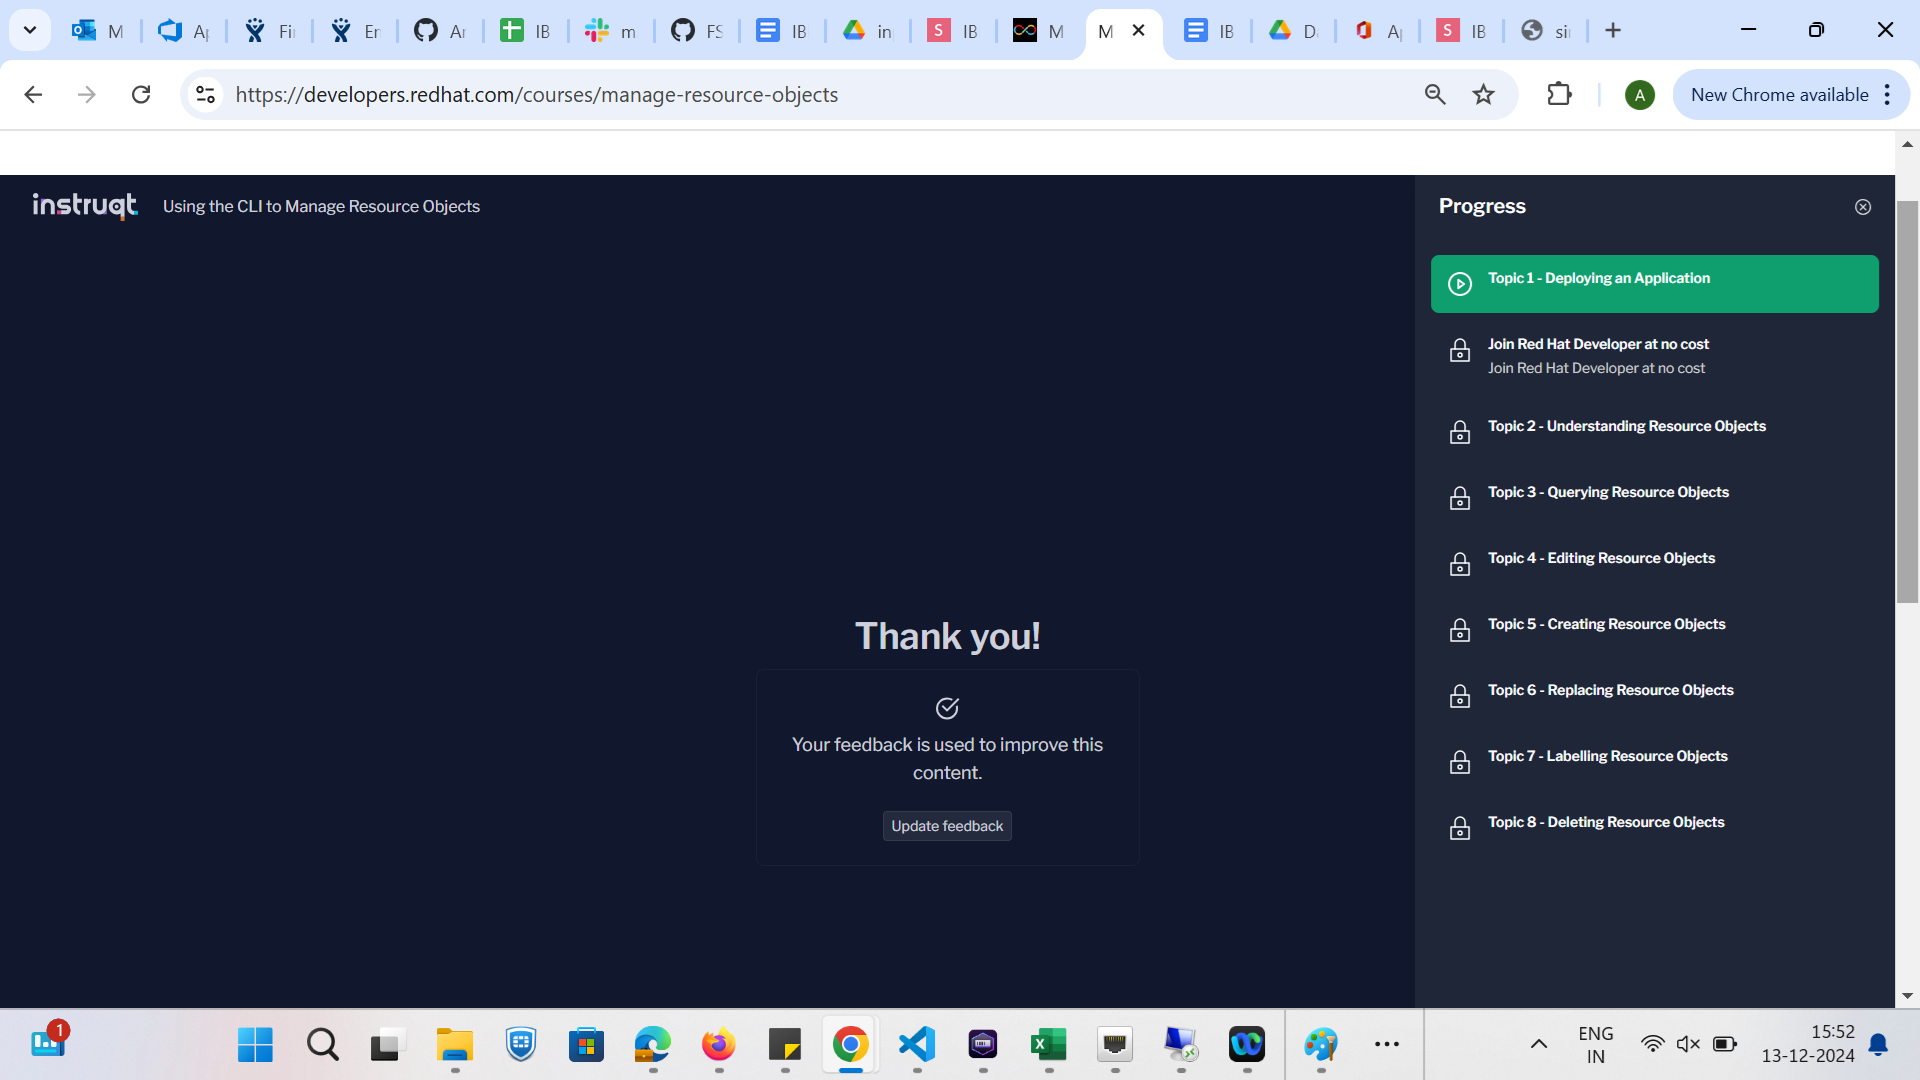 M
Ap
Fi
En
Ar
IB
m
FS
IB
in
IB
M
M
IB
D
Ap
IB
si
https://developers.redhat.com/courses/manage-resource-objects
A
New Chrome available
instruqt
Using the CLI to Manage Resource Objects
Progress
Topic 1 - Deploying an Application
Join Red Hat Developer at no cost
Join Red Hat Developer at no cost
Topic 2 - Understanding Resource Objects
Topic 3 - Querying Resource Objects
Topic 4 - Editing Resource Objects
Topic 5 - Creating Resource Objects
Topic 6 - Replacing Resource Objects
Topic 7 - Labelling Resource Objects
Topic 8 - Deleting Resource Objects
Thank you!
Your feedback is used to improve this
content.
Update feedback
1
ENG
IN
15:52
13-12-2024